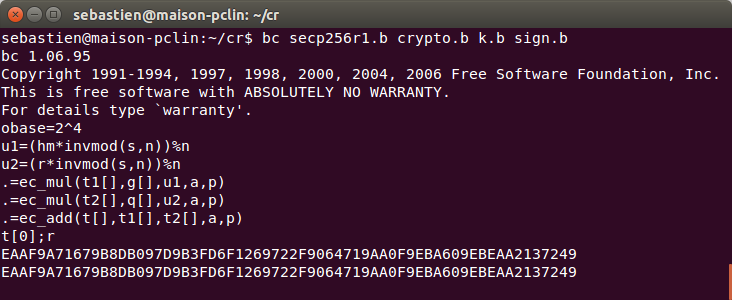 sebastien@maison-pclin: ~/cr
sebastien@maison-pclin:~/cr$ bc secp256r1.b crypto.b k.b sign.b
bc 1.06.95
Copyright 1991-1994, 1997, 1998, 2000, 2004, 2006 Free Software Foundation, Inc.
This is free software with ABSOLUTELY NO WARRANTY.
For details type `warranty'.
obase=2^4
u1=(hm*invmod(s,n))%n
u2=(r*invmod(s,n))%n
.=ec_mul(t1[],g[],u1,a,p)
.=ec_mul(t2[],q[],u2,a,p)
.=ec_add(t[],t1[],t2[],a,p)
t[0];r
EAAF9A71679B8DB097D9B3FD6F1269722F9064719AA0F9EBA609EBEAA2137249
EAAF9A71679B8DB097D9B3FD6F1269722F9064719AA0F9EBA609EBEAA2137249